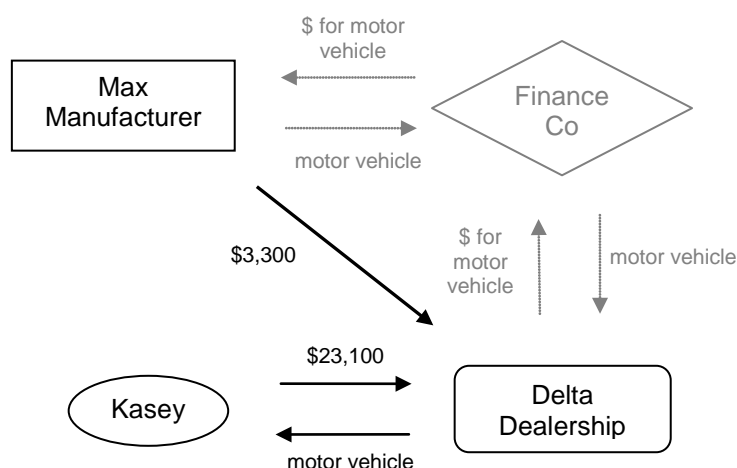 $ for motor
vehicle
Max
Manufacturer
Finance
Co
motor vehicle
$3,300
$ for
motor
vehicle
motor vehicle
$23,100
Kasey
Delta
Dealership
motor vehicle